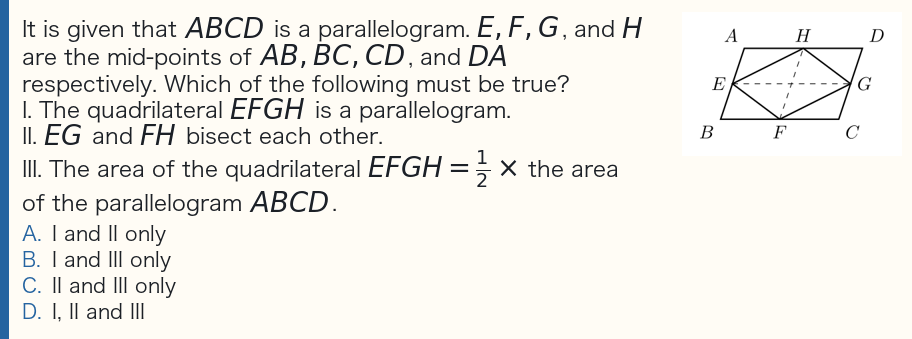 It is given that ABCD is a parallelogram. E, F, G, and H
are the mid-points of AB, BC, CD, and DA
respectively. Which of the following must be true?
I. The quadrilateral EFGH is a parallelogram.
II. EG and FH bisect each other.
III. The area of the quadrilateral EFGH = 1/2 × the area
of the parallelogram ABCD.
A. I and II only
B. I and III only
C. II and III only
D. I, II and III
A H D
E G
B F C